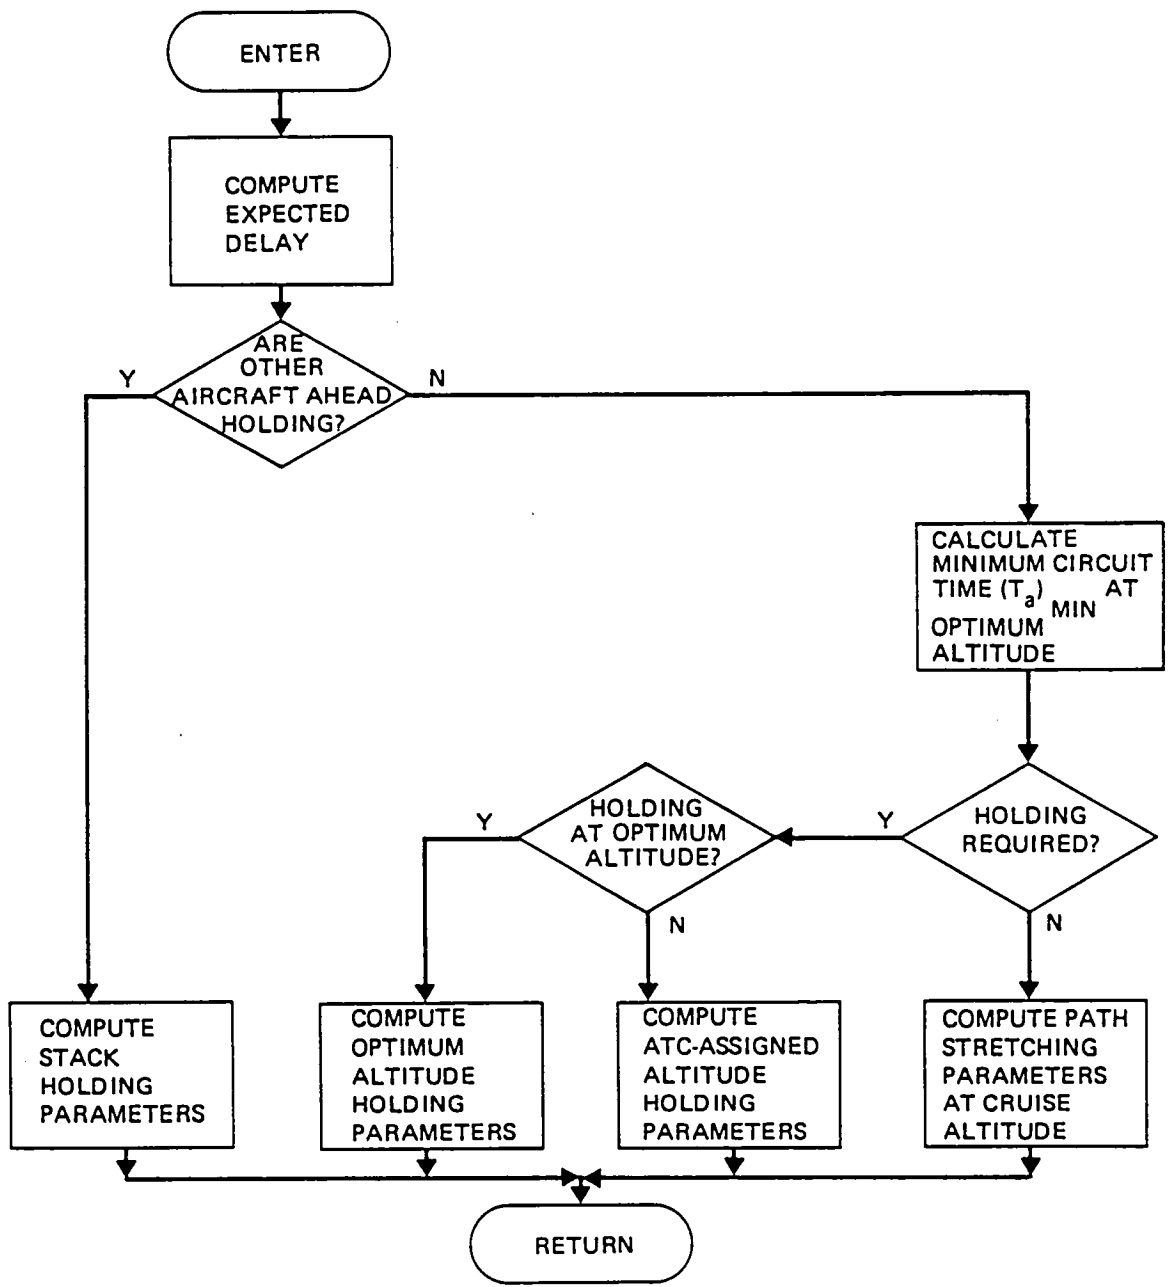 ENTER
COMPUTE
EXPECTED
DELAY
ARE
OTHER
AIRCRAFT AHEAD
HOLDING?
Y
N
CALCULATE
MINIMUM CIRCUIT
TIME (Ta) MIN AT
OPTIMUM
ALTITUDE
HOLDING
AT OPTIMUM
ALTITUDE?
Y
N
HOLDING
REQUIRED?
Y
N
COMPUTE
STACK
HOLDING
PARAMETERS
COMPUTE
OPTIMUM
ALTITUDE
HOLDING
PARAMETERS
COMPUTE
ATC-ASSIGNED
ALTITUDE
HOLDING
PARAMETERS
COMPUTE PATH
STRETCHING
PARAMETERS
AT CRUISE
ALTITUDE
RETURN